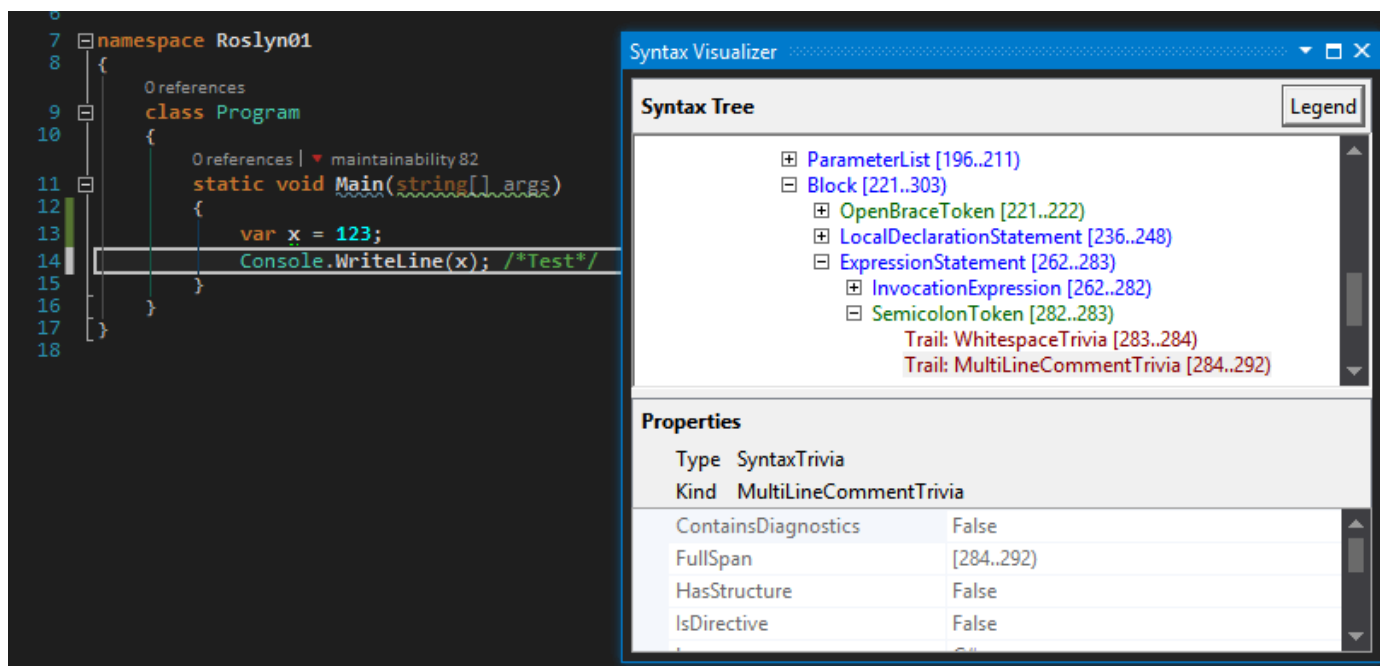 6
7 namespace Roslyn01
8 {
0 references
9 class Program
10 {
0 references | maintainability 82
11 static void Main(string[] args)
12 {
13 var x = 123;
14 Console.WriteLine(x); /*Test*/
15 }
16 }
17 }
18
Syntax Visualizer
Syntax Tree
Legend
ParameterList [196..211)
Block [221..303)
OpenBraceToken [221..222)
LocalDeclarationStatement [236..248)
ExpressionStatement [262..283)
InvocationExpression [262..282)
SemicolonToken [282..283)
Trail: WhitespaceTrivia [283..284)
Trail: MultiLineCommentTrivia [284..292)
Properties
Type SyntaxTrivia
Kind MultiLineCommentTrivia
ContainsDiagnostics False
FullSpan [284..292)
HasStructure False
IsDirective False